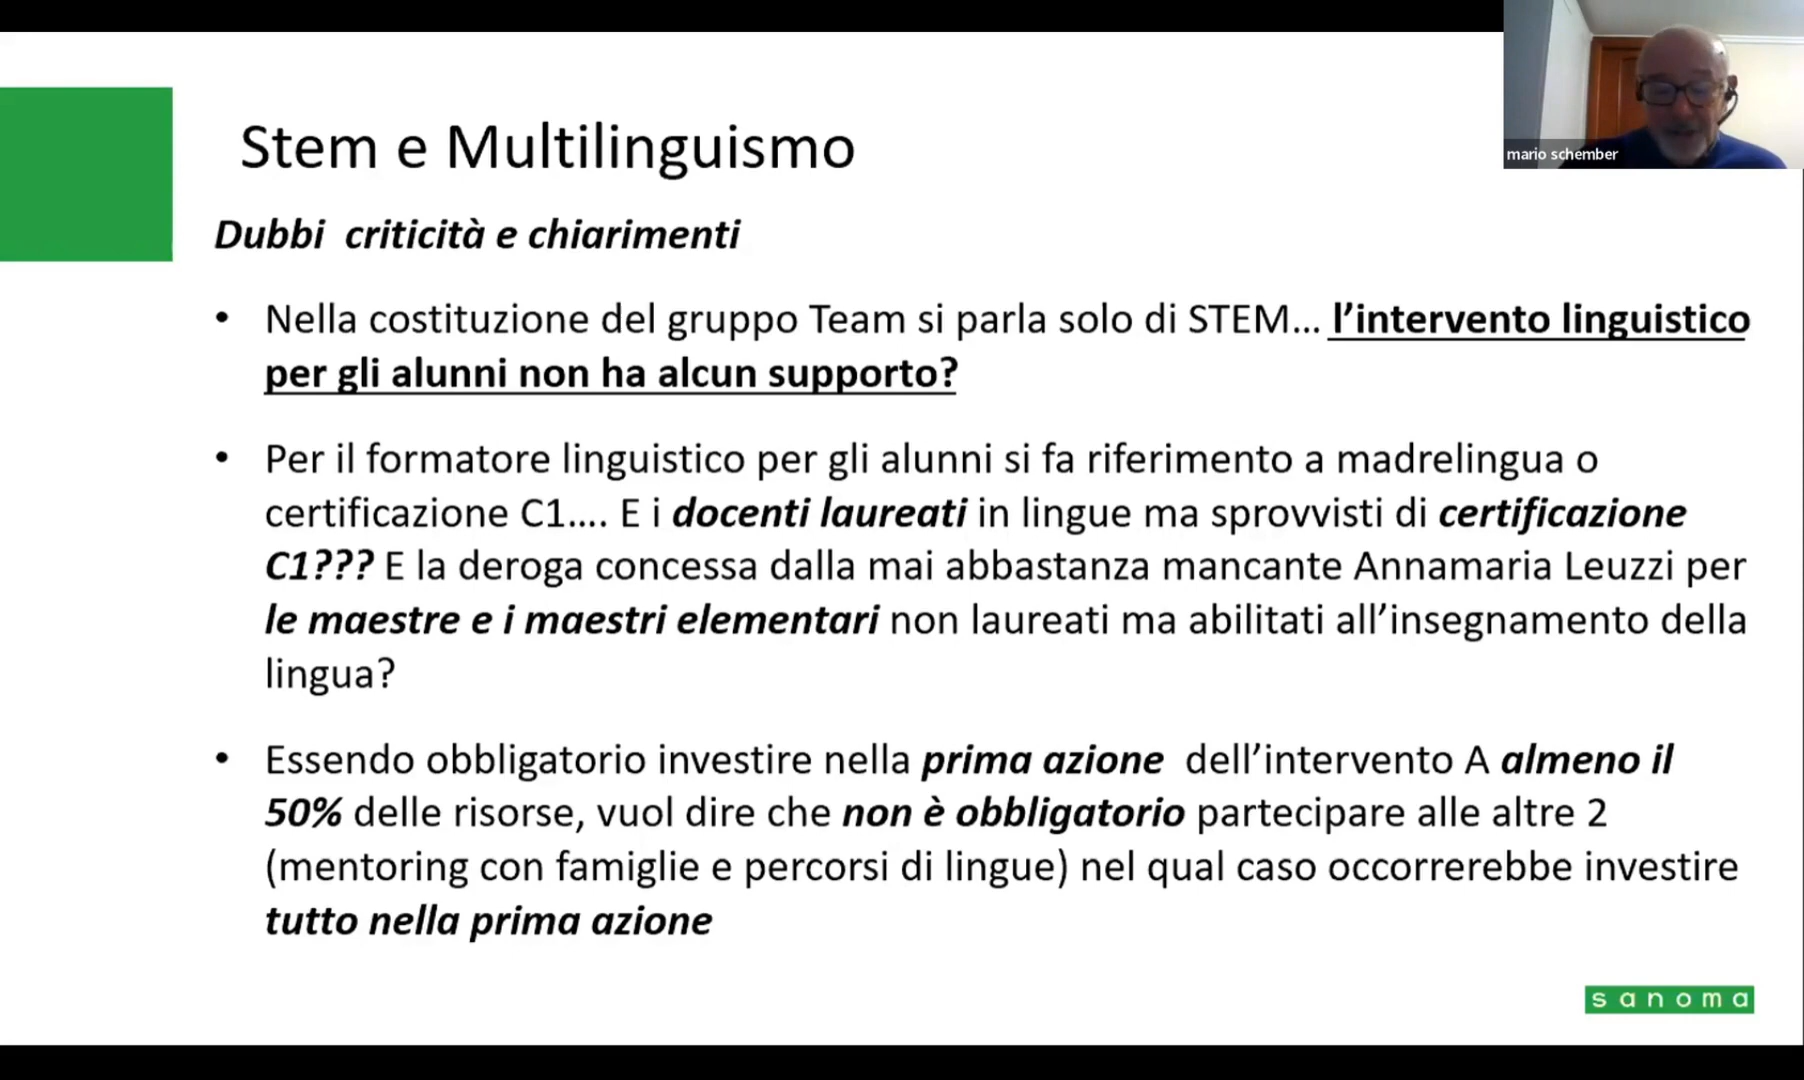 mario schember
Stem e Multilinguismo
Dubbi  criticità e chiarimenti
• Nella costituzione del gruppo Team si parla solo di STEM... l’intervento linguistico
per gli alunni non ha alcun supporto?
• Per il formatore linguistico per gli alunni si fa riferimento a madrelingua o
certificazione C1.... E i docenti laureati in lingue ma sprovvisti di certificazione
C1??? E la deroga concessa dalla mai abbastanza mancante Annamaria Leuzzi per
le maestre e i maestri elementari non laureati ma abilitati all’insegnamento della
lingua?
• Essendo obbligatorio investire nella prima azione  dell’intervento A almeno il
50% delle risorse, vuol dire che non è obbligatorio partecipare alle altre 2
(mentoring con famiglie e percorsi di lingue) nel qual caso occorrerebbe investire
tutto nella prima azione
sanoma